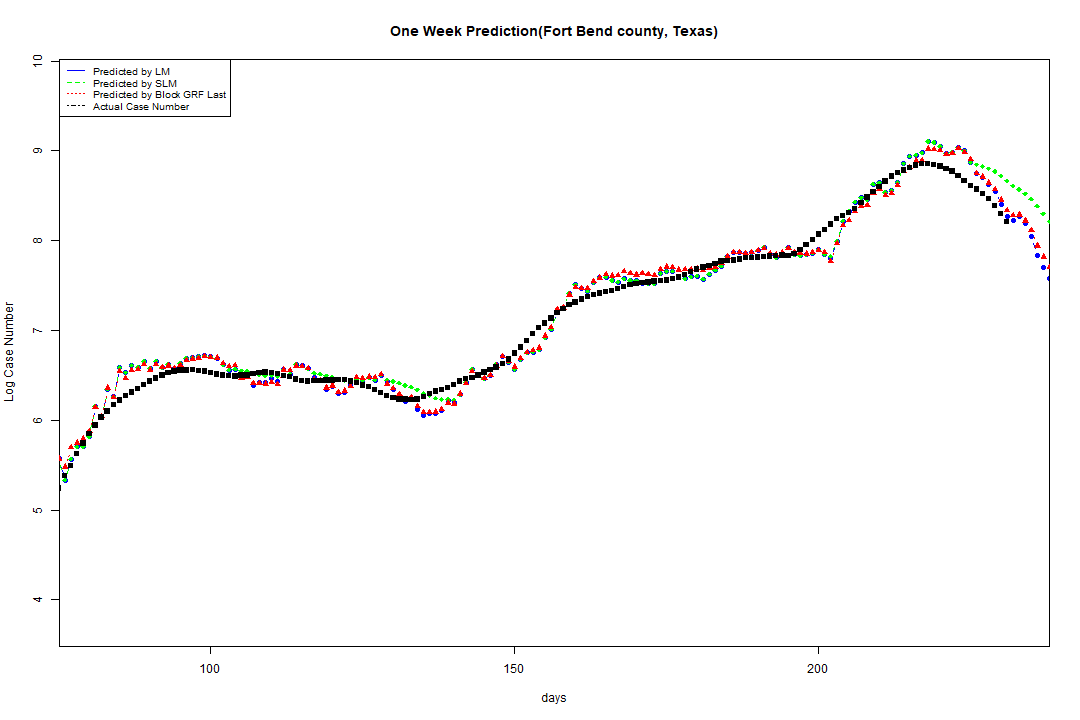 One Week Prediction(Fort Bend county, Texas)
Predicted by LM
Predicted by SLM
Predicted by Block GRF Last
Actual Case Number
10
9
8
7
6
5
4
Log Case Number
100 150 200
days